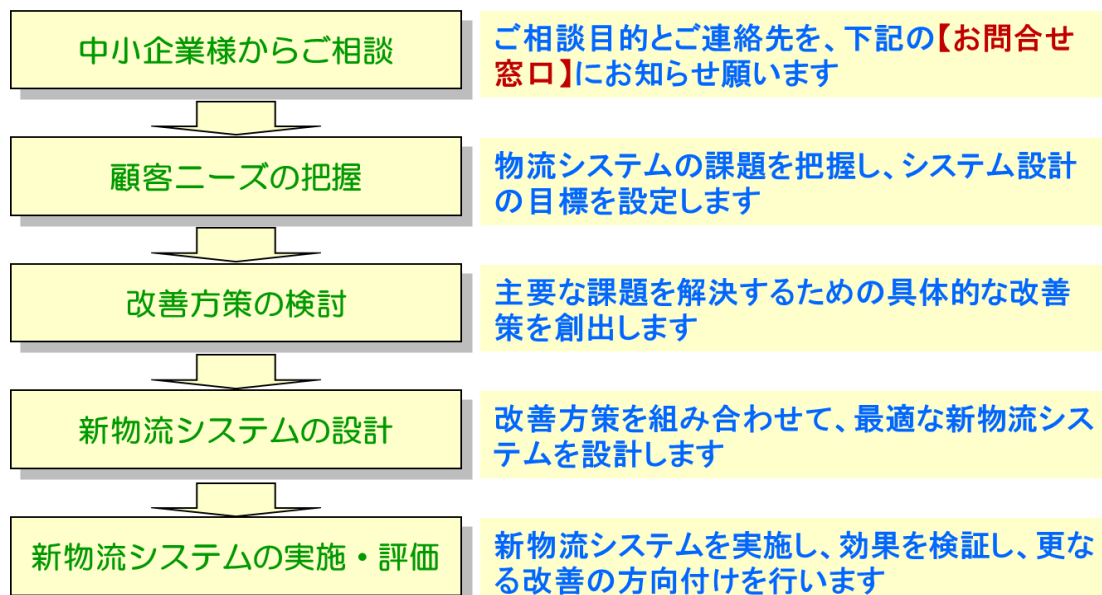 中小企業様からご相談
ご相談目的とご連絡先を、下記の【お問合せ
窓口】にお知らせ願います
顧客ニーズの把握
物流システムの課題を把握し、システム設計
の目標を設定します
改善方策の検討
主要な課題を解決するための具体的な改善
策を創出します
新物流システムの設計
改善方策を組み合わせて、最適な新物流シス
テムを設計します
新物流システムの実施・評価
新物流システムを実施し、効果を検証し、更な
る改善の方向付けを行います